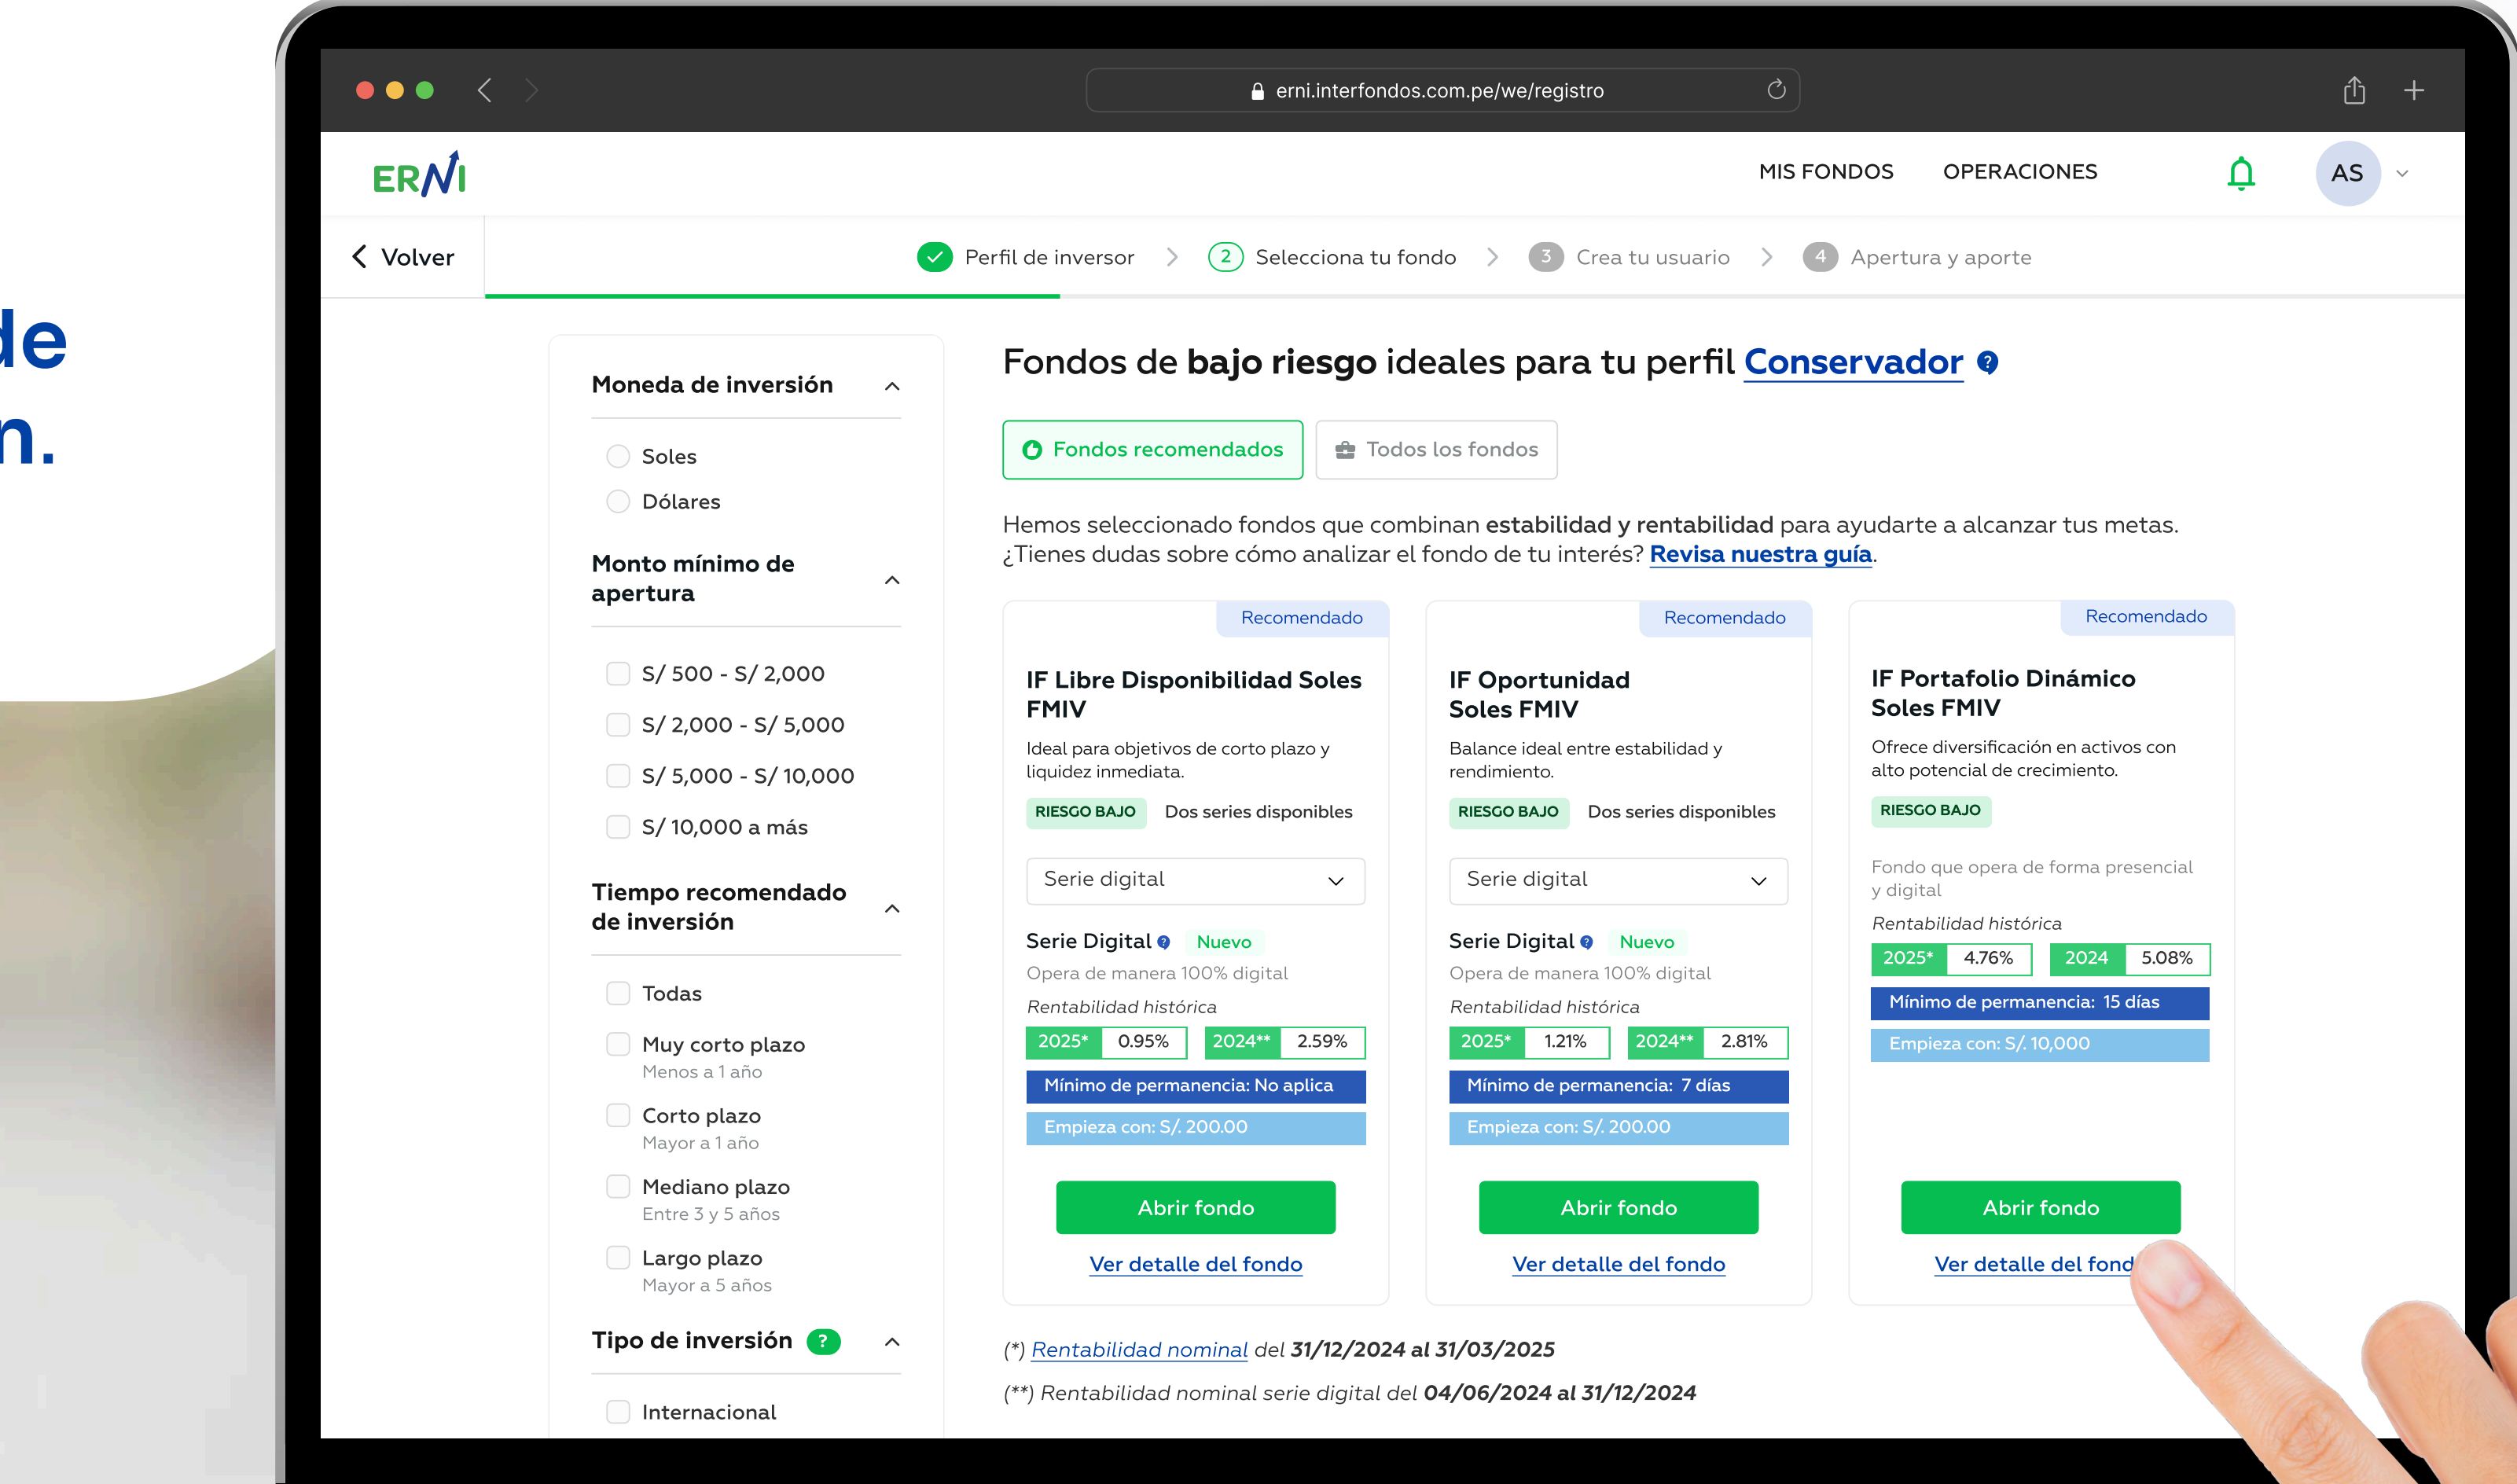 de
n.
erni.interfondos.com.pe/we/registro
ERNI
MIS FONDOS
OPERACIONES
AS
Volver
Perfil de inversor
2 Selecciona tu fondo
3 Crea tu usuario
4 Apertura y aporte
Moneda de inversión
Soles
Dólares
Monto mínimo de
apertura
S/ 500 - S/ 2,000
S/ 2,000 - S/ 5,000
S/ 5,000 - S/ 10,000
S/ 10,000 a más
Tiempo recomendado
de inversión
Todas
Muy corto plazo
Menos a 1 año
Corto plazo
Mayor a 1 año
Mediano plazo
Entre 3 y 5 años
Largo plazo
Mayor a 5 años
Tipo de inversión ?
Internacional
Fondos de bajo riesgo ideales para tu perfil Conservador ?
Fondos recomendados
Todos los fondos
Hemos seleccionado fondos que combinan estabilidad y rentabilidad para ayudarte a alcanzar tus metas.
¿Tienes dudas sobre cómo analizar el fondo de tu interés? Revisa nuestra guía.
Recomendado
IF Libre Disponibilidad Soles
FMIV
Ideal para objetivos de corto plazo y
liquidez inmediata.
RIESGO BAJO Dos series disponibles
Serie digital
Serie Digital ? Nuevo
Opera de manera 100% digital
Rentabilidad histórica
2025* 0.95% 2024** 2.59%
Mínimo de permanencia: No aplica
Empieza con: S/. 200.00
Abrir fondo
Ver detalle del fondo
Recomendado
IF Oportunidad
Soles FMIV
Balance ideal entre estabilidad y
rendimiento.
RIESGO BAJO Dos series disponibles
Serie digital
Serie Digital ? Nuevo
Opera de manera 100% digital
Rentabilidad histórica
2025* 1.21% 2024** 2.81%
Mínimo de permanencia: 7 días
Empieza con: S/. 200.00
Abrir fondo
Ver detalle del fondo
Recomendado
IF Portafolio Dinámico
Soles FMIV
Ofrece diversificación en activos con
alto potencial de crecimiento.
RIESGO BAJO
Fondo que opera de forma presencial
y digital
Rentabilidad histórica
2025* 4.76% 2024 5.08%
Mínimo de permanencia: 15 días
Empieza con: S/. 10,000
Abrir fondo
Ver detalle del fond
(*) Rentabilidad nominal del 31/12/2024 al 31/03/2025
(**) Rentabilidad nominal serie digital del 04/06/2024 al 31/12/2024